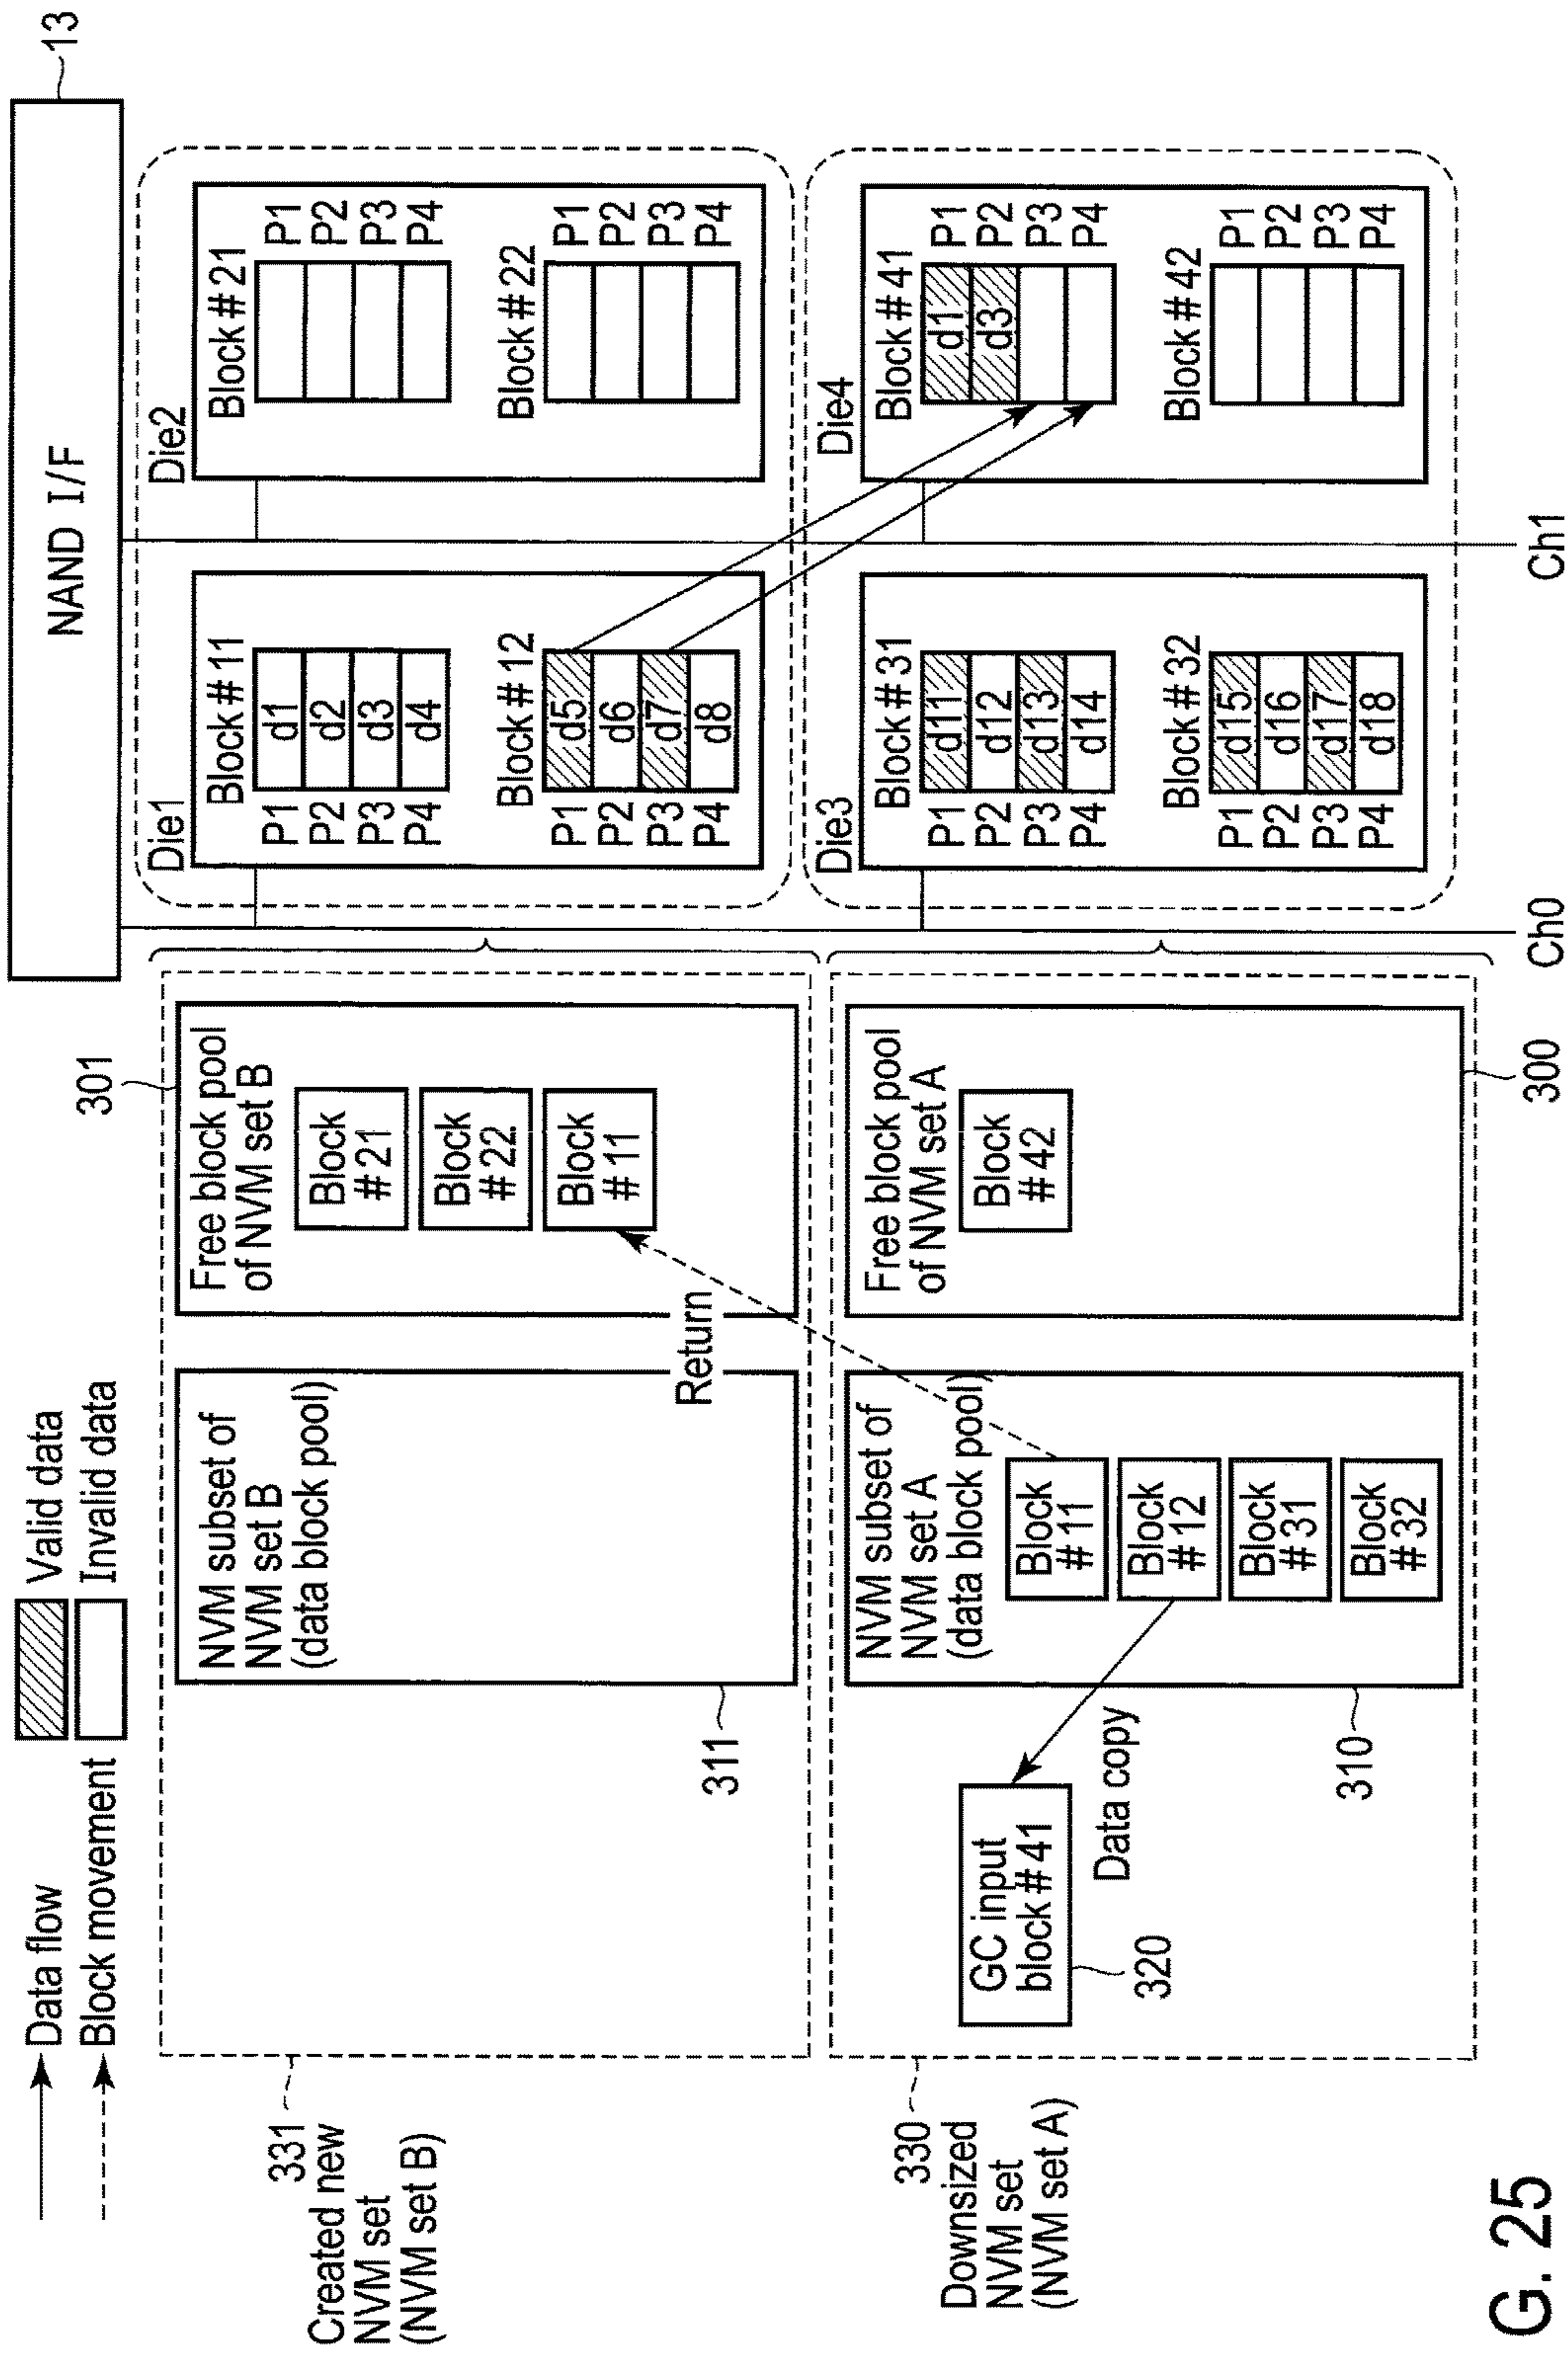 Data flow
Block movement
Valid data
Invalid data
NAND I/F
13
331
Created new
NVM set
(NVM set B)
311
NVM subset of
NVM set B
(data block pool)
301
Free block pool
of NVM set B
Block
#21
Block
#22
Block
#11
Return
Die1
Block#11
P1 d1
P2 d2
P3 d3
P4 d4
Block#12
P1 d5
P2 d6
P3 d7
P4 d8
Die2
Block#21
P1
P2
P3
P4
Block#22
P1
P2
P3
P4
330
Downsized
NVM set
(NVM set A)
GC input
block#41
320
Data copy
310
NVM subset of
NVM set A
(data block pool)
Block
#11
Block
#12
Block
#31
Block
#32
Free block pool
of NVM set A
Block
#42
300
Die3
Block#31
P1 d11
P2 d12
P3 d13
P4 d14
Block#32
P1 d15
P2 d16
P3 d17
P4 d18
Die4
Block#41
d1 P1
d3 P2
P3
P4
Block#42
P1
P2
P3
P4
Ch0
Ch1
G. 25